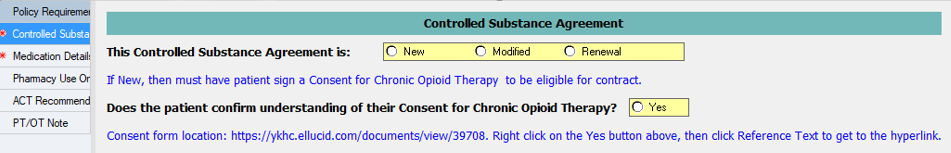 Policy Requireme
Controlled Substa
Medication Details
Pharmacy Use On
ACT Recommend
PT/OT Note
Controlled Substance Agreement
This Controlled Substance Agreement is: New Modified Renewal
If New, then must have patient sign a Consent for Chronic Opioid Therapy to be eligible for contract.
Does the patient confirm understanding of their Consent for Chronic Opioid Therapy? Yes
Consent form location: https://ykhc.ellucid.com/documents/view/39708. Right click on the Yes button above, then click Reference Text to get to the hyperlink.